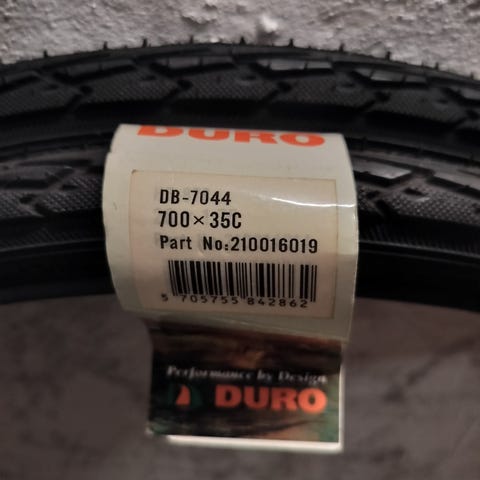 DURO
DB-7044
700×35C
Part No:210016019
5 705755 842862
Performance by Design
DURO